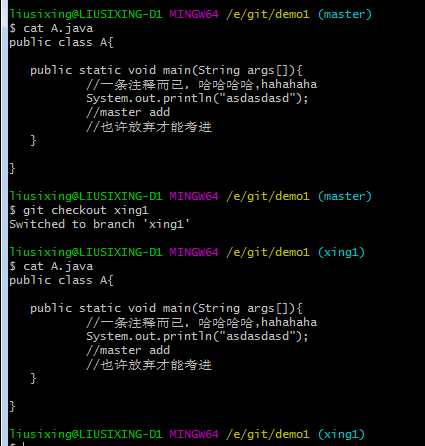 liusixing@LIUSIXING-D1 MINGW64 /e/git/demo1 (master)
$ cat A.java
public class A{
public static void main(String args[]){
//一条注释而已, 哈哈哈哈,hahahaha
System.out.println("asdasdasd");
//master add
//也许放弃才能考进
}
}
liusixing@LIUSIXING-D1 MINGW64 /e/git/demo1 (master)
$ git checkout xing1
Switched to branch 'xing1'
liusixing@LIUSIXING-D1 MINGW64 /e/git/demo1 (xing1)
$ cat A.java
public class A{
public static void main(String args[]){
//一条注释而已, 哈哈哈哈,hahahaha
System.out.println("asdasdasd");
//master add
//也许放弃才能考进
}
}
liusixing@LIUSIXING-D1 MINGW64 /e/git/demo1 (xing1)
$